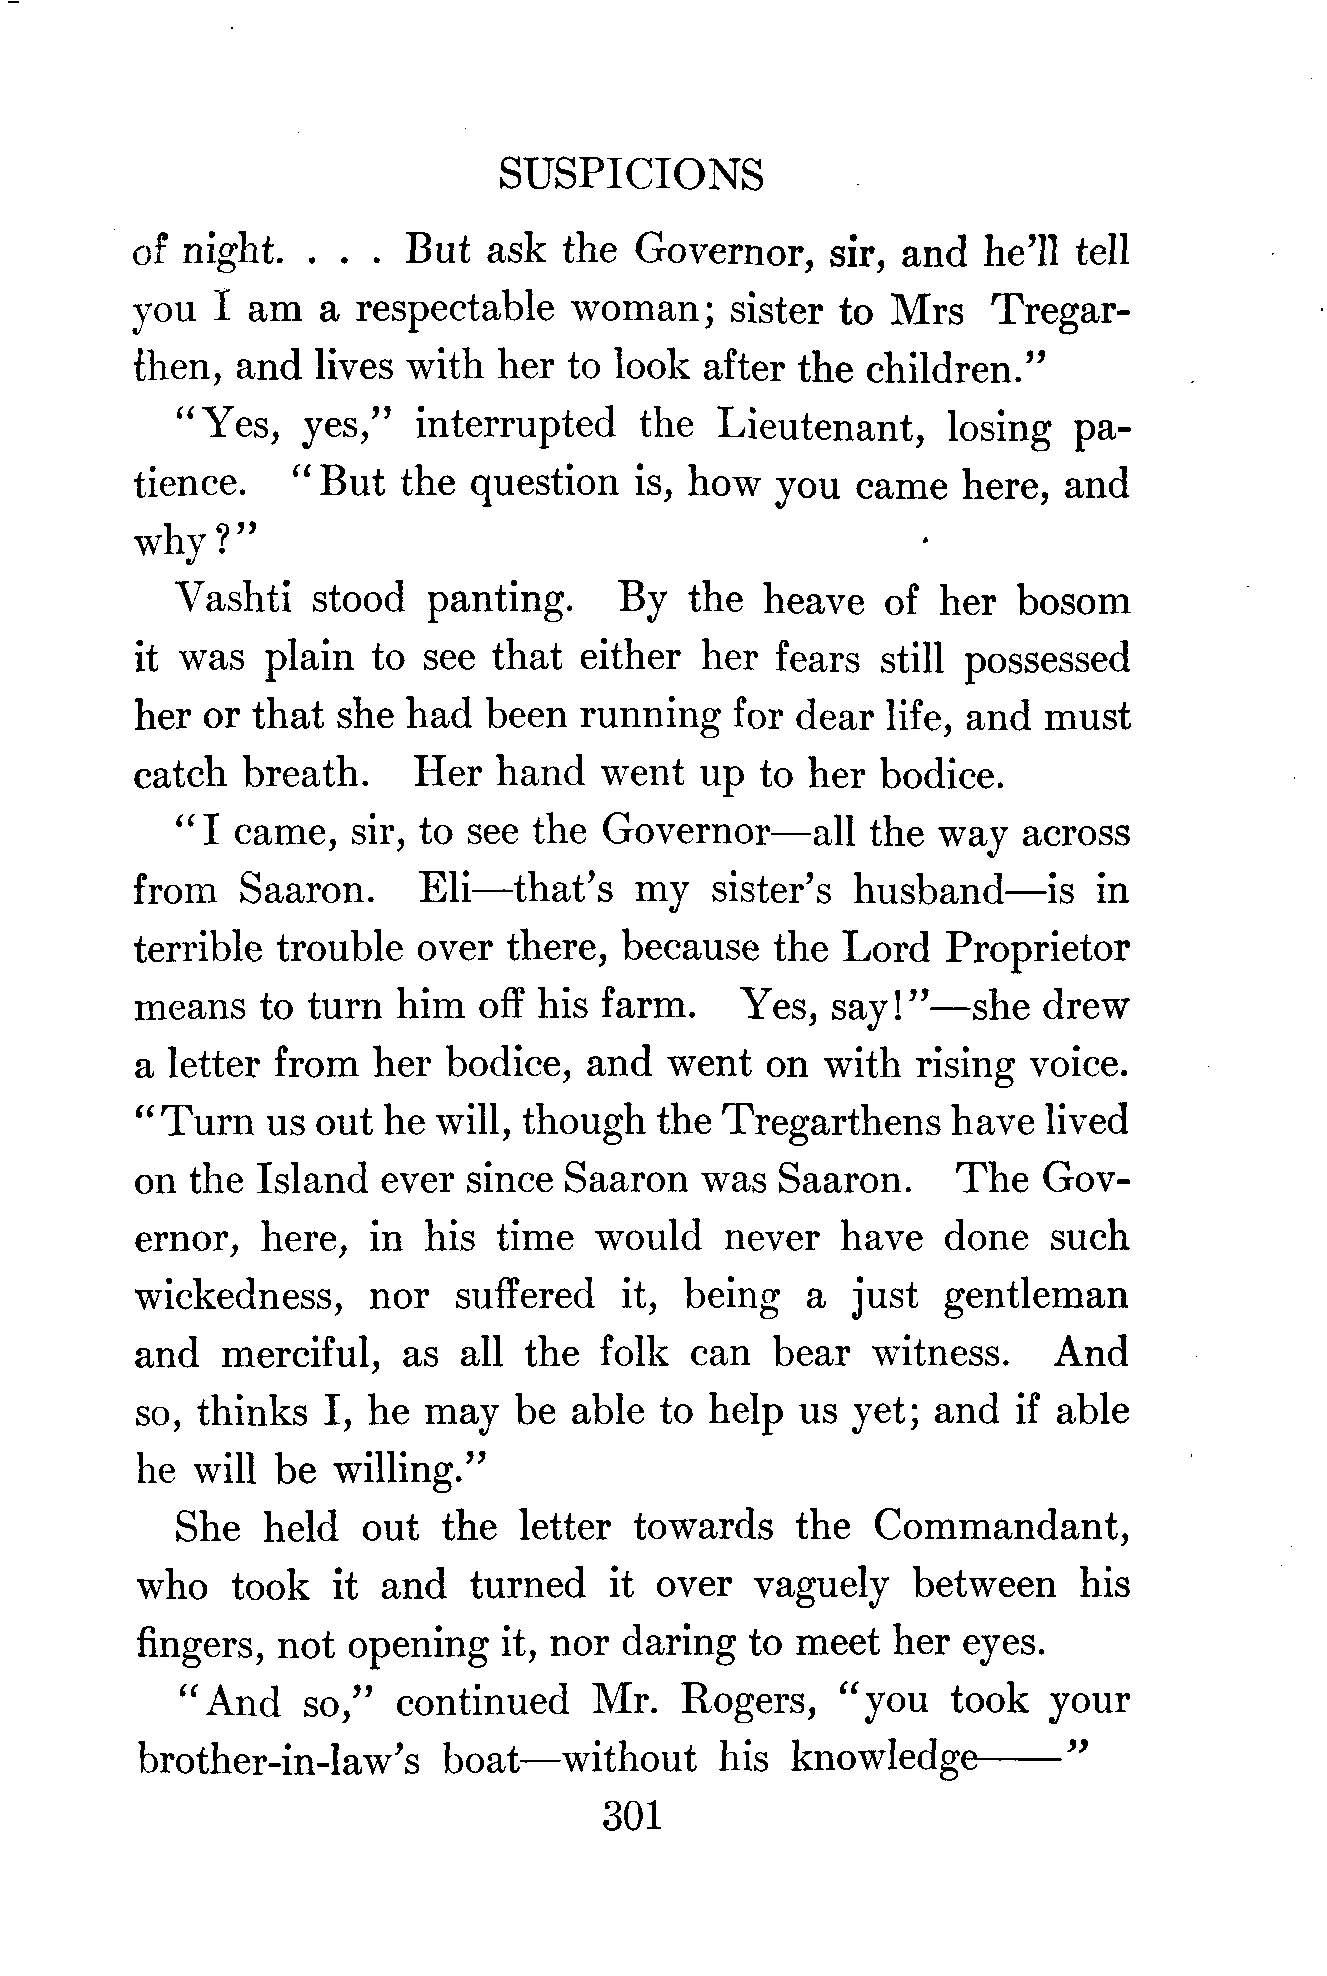 SUSPICIONS
of night. . . . But ask the Governor, sir, and he'll tell
you I am a respectable woman; sister to Mrs Tregar-
then, and lives with her to look after the children."
"Yes, yes," interrupted the Lieutenant, losing pa-
tience. "But the question is, how you came here, and
why?"
Vashti stood panting. By the heave of her bosom
it was plain to see that either her fears still possessed
her or that she had been running for dear life, and must
catch breath. Her hand went up to her bodice.
"I came, sir, to see the Governor—all the way across
from Saaron. Eli—that's my sister's husband—is in
terrible trouble over there, because the Lord Proprietor
means to turn him off his farm. Yes, say!"—she drew
a letter from her bodice, and went on with rising voice.
"Turn us out he will, though the Tregarthens have lived
on the Island ever since Saaron was Saaron. The Gov-
ernor, here, in his time would never have done such
wickedness, nor suffered it, being a just gentleman
and merciful, as all the folk can bear witness. And
so, thinks I, he may be able to help us yet; and if able
he will be willing."
She held out the letter towards the Commandant,
who took it and turned it over vaguely between his
fingers, not opening it, nor daring to meet her eyes.
"And so," continued Mr. Rogers, "you took your
brother-in-law's boat—without his knowledge——"
301